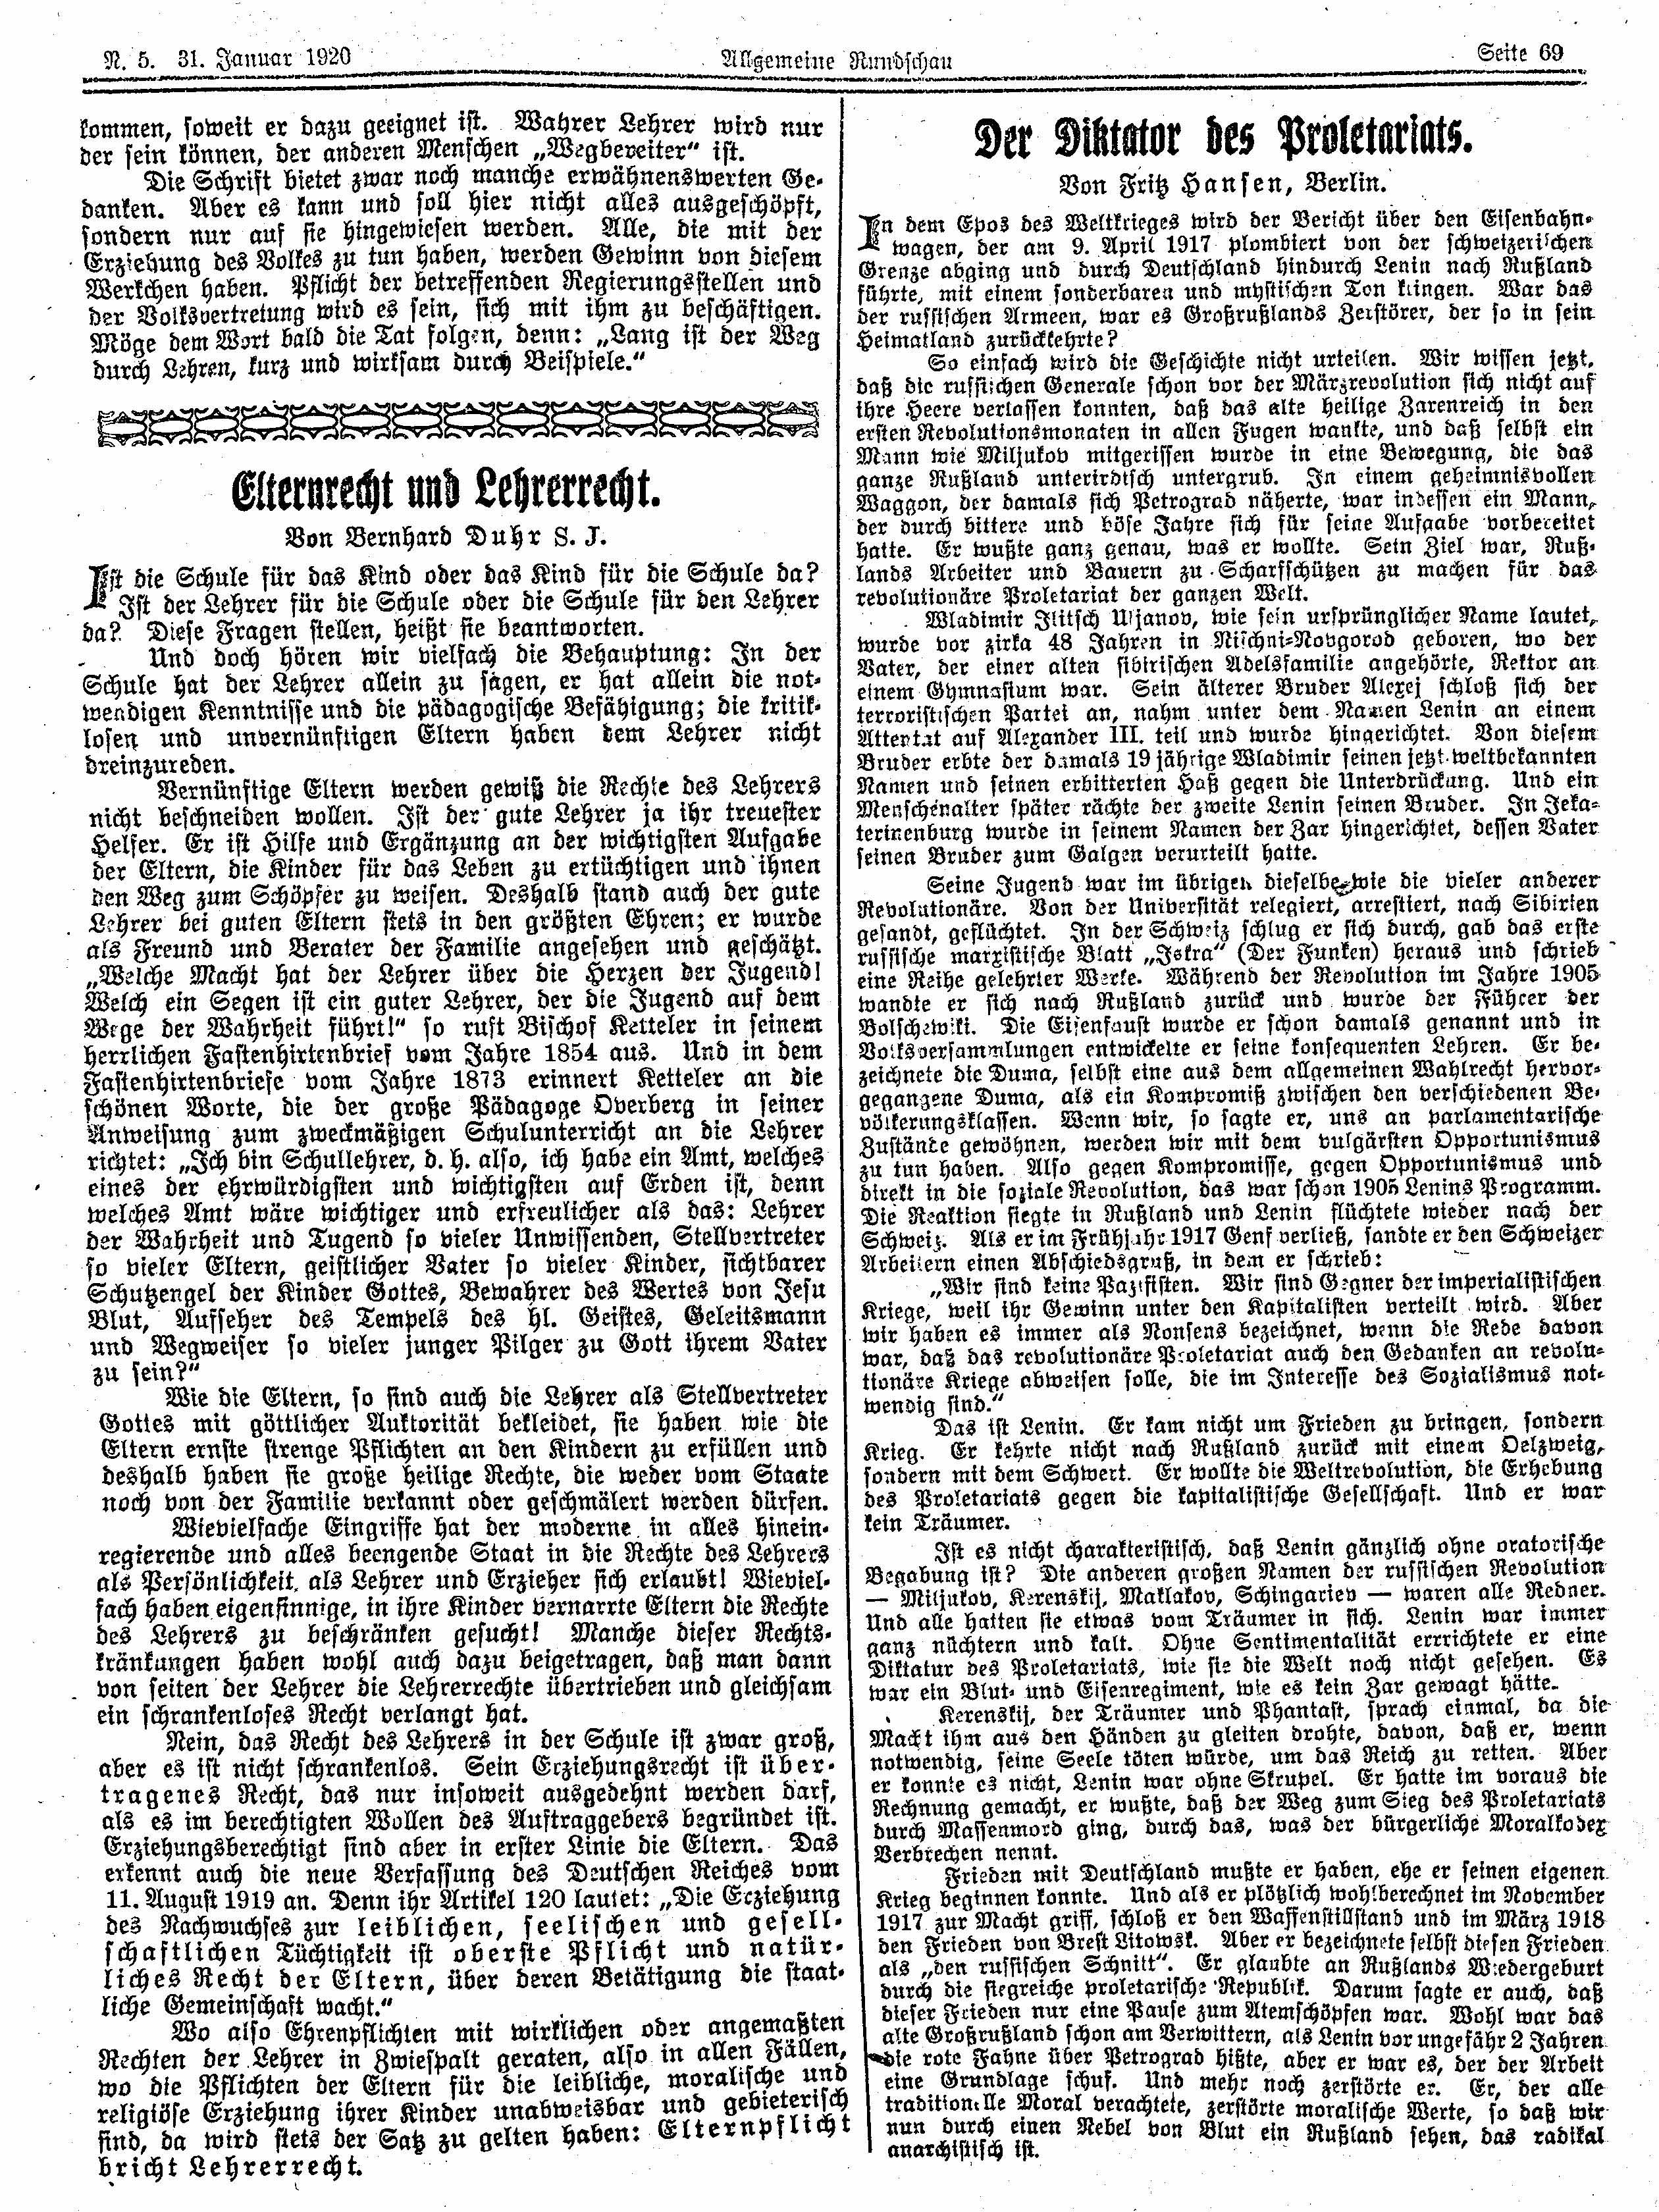 N. 5. 31. Januar 1920
Allgemeine Rundschau
Seite 69
kommen, soweit er dazu geeignet ist. Wahrer Lehrer wird nur
der sein können, der anderen Menschen „Wegbereiter“ ist.
Die Schrift bietet zwar noch manche erwähnenswerten Ge-
danken. Aber es kann und soll hier nicht alles ausgeschöpft,
sondern nur auf sie hingewiesen werden. Alle, die mit der
Erziehung des Volkes zu tun haben, werden Gewinn von diesem
Werkchen haben. Pflicht der betreffenden Regierungsstellen und
der Volksvertretung wird es sein, sich mit ihm zu beschäftigen.
Möge dem Wort bald die Tat folgen, denn: „Lang ist der Weg
durch Lehren, kurz und wirksam durch Beispiele.“
Elternrecht und Lehrerrecht.
Von Bernhard Duhr S. J.
Ist die Schule für das Kind oder das Kind für die Schule da?
Ist der Lehrer für die Schule oder die Schule für den Lehrer
da? Diese Fragen stellen, heißt sie beantworten.
Und doch hören wir vielfach die Behauptung: In der
Schule hat der Lehrer allein zu sagen, er hat allein die not-
wendigen Kenntnisse und die pädagogische Befähigung; die kritik-
losen und unvernünftigen Eltern haben dem Lehrer nicht
dreinzureden.
Vernünftige Eltern werden gewiß die Rechte des Lehrers
nicht beschneiden wollen. Ist der gute Lehrer ja ihr treuester
Helfer. Er ist Hilfe und Ergänzung an der wichtigsten Aufgabe
der Eltern, die Kinder für das Leben zu ertüchtigen und ihnen
den Weg zum Schöpfer zu weisen. Deshalb stand auch der gute
Lehrer bei guten Eltern stets in den größten Ehren; er wurde
als Freund und Berater der Familie angesehen und geschätzt.
„Welche Macht hat der Lehrer über die Herzen der Jugend!
Welch ein Segen ist ein guter Lehrer, der die Jugend auf dem
Wege der Wahrheit führt!“ so ruft Bischof Ketteler in seinem
herrlichen Fastenhirtenbrief vom Jahre 1854 aus. Und in dem
Fastenhirtenbriefe vom Jahre 1873 erinnert Ketteler an die
schönen Worte, die der große Pädagoge Overberg in seiner
Anweisung zum zweckmäßigen Schulunterricht an die Lehrer
richtet: „Ich bin Schullehrer, d. h. also, ich habe ein Amt, welches
eines der ehrwürdigsten und wichtigsten auf Erden ist, denn
welches Amt wäre wichtiger und erfreulicher als das: Lehrer
der Wahrheit und Tugend so vieler Unwissenden, Stellvertreter
so vieler Eltern, geistlicher Vater so vieler Kinder, sichtbarer
Schutzengel der Kinder Gottes, Bewahrer des Wertes von Jesu
Blut, Aufseher des Tempels des hl. Geistes, Geleitsmann
und Wegweiser so vieler junger Pilger zu Gott ihrem Vater
zu sein?“
Wie die Eltern, so sind auch die Lehrer als Stellvertreter
Gottes mit göttlicher Auktorität bekleidet, sie haben wie die
Eltern ernste strenge Pflichten an den Kindern zu erfüllen und
deshalb haben sie große heilige Rechte, die weder vom Staate
noch von der Familie verkannt oder geschmälert werden dürfen.
Wievielfache Eingriffe hat der moderne in alles hinein-
regierende und alles beengende Staat in die Rechte des Lehrers
als Persönlichkeit, als Lehrer und Erzieher sich erlaubt! Wieviel-
fach haben eigensinnige, in ihre Kinder vernarrte Eltern die Rechte
des Lehrers zu beschränken gesucht! Manche dieser Rechts-
kränkungen haben wohl auch dazu beigetragen, daß man dann
von seiten der Lehrer die Lehrerrechte übertrieben und gleichsam
ein schrankenloses Recht verlangt hat.
Nein, das Recht des Lehrers in der Schule ist zwar groß,
aber es ist nicht schrankenlos. Sein Erziehungsrecht ist über-
tragenes Recht, das nur insoweit ausgedehnt werden darf,
als es im berechtigten Wollen des Auftraggebers begründet ist.
Erziehungsberechtigt sind aber in erster Linie die Eltern. Das
erkennt auch die neue Verfassung des Deutschen Reiches vom
11. August 1919 an. Denn ihr Artikel 120 lautet: „Die Erziehung
des Nachwuchses zur leiblichen, seelischen und gesell-
schaftlichen Tüchtigkeit ist oberste Pflicht und natür-
liches Recht der Eltern, über deren Betätigung die staat-
liche Gemeinschaft wacht.“
Wo also Ehrenpflichten mit wirklichen oder angemaßten
Rechten der Lehrer in Zwiespalt geraten, also in allen Fällen,
wo die Pflichten der Eltern für die leibliche, moralische und
religiöse Erziehung ihrer Kinder unabweisbar und gebieterisch
sind, da wird stets der Satz zu gelten haben: Elternpflicht
bricht Lehrerrecht.
Der Diktator des Proletariats.
Von Fritz Hansen, Berlin.
In dem Epos des Weltkrieges wird der Bericht über den Eisenbahn-
wagen, der am 9. April 1917 plombiert von der schweizerischen
Grenze abging und durch Deutschland hindurch Lenin nach Rußland
führte, mit einem sonderbaren und mystischen Ton klingen. War das
der russischen Armeen, war es Großrußlands Zerstörer, der so in sein
Heimatland zurückkehrte?
So einfach wird die Geschichte nicht urteilen. Wir wissen jetzt,
daß die russischen Generale schon vor der Märzrevolution sich nicht auf
ihre Heere verlassen konnten, daß das alte heilige Zarenreich in den
ersten Revolutionsmonaten in allen Fugen wankte, und daß selbst ein
Mann wie Miljukov mitgerissen wurde in eine Bewegung, die das
ganze Rußland unterirdisch untergrub. In einem geheimnisvollen
Waggon, der damals sich Petrograd näherte, war indessen ein Mann,
der durch bittere und böse Jahre sich für seine Aufgabe vorbereitet
hatte. Er wußte ganz genau, was er wollte. Sein Ziel war, Ruß-
lands Arbeiter und Bauern zu Scharfschützen zu machen für das
revolutionäre Proletariat der ganzen Welt.
Wladimir Ilitsch Uljanov, wie sein ursprünglicher Name lautet,
wurde vor zirka 48 Jahren in Nischni-Novgorod geboren, wo der
Vater, der einer alten sibirischen Adelsfamilie angehörte, Rektor an
einem Gymnasium war. Sein älterer Bruder Alexej schloß sich der
terroristischen Partei an, nahm unter dem Namen Lenin an einem
Attentat auf Alexander III. teil und wurde hingerichtet. Von diesem
Bruder erbte der damals 19 jährige Wladimir seinen jetzt weltbekannten
Namen und seinen erbitterten Haß gegen die Unterdrückung. Und ein
Menschenalter später rächte der zweite Lenin seinen Bruder. In Jeka-
terinenburg wurde in seinem Namen der Zar hingerichtet, dessen Vater
seinen Bruder zum Galgen verurteilt hatte.
Seine Jugend war im übrigen dieselbe wie die vieler anderer
Revolutionäre. Von der Universität relegiert, arrestiert, nach Sibirien
gesandt, geflüchtet. In der Schweiz schlug er sich durch, gab das erste
russische marxistische Blatt „Iskra“ (Der Funken) heraus und schrieb
eine Reihe gelehrter Werke. Während der Revolution im Jahre 1905
wandte er sich nach Rußland zurück und wurde der Führer der
Bolschewiki. Die Eisenfaust wurde er schon damals genannt und in
Volksversammlungen entwickelte er seine konsequenten Lehren. Er be-
zeichnete die Duma, selbst eine aus dem allgemeinen Wahlrecht hervor-
gegangene Duma, als ein Kompromiß zwischen den verschiedenen Be-
völkerungsklassen. Wenn wir, so sagte er, uns an parlamentarische
Zustände gewöhnen, werden wir mit dem vulgärsten Opportunismus
zu tun haben. Also gegen Kompromisse, gegen Opportunismus und
direkt in die soziale Revolution, das war schon 1905 Lenins Programm.
Die Reaktion siegte in Rußland und Lenin flüchtete wieder nach der
Schweiz. Als er im Frühjahr 1917 Genf verließ, sandte er den Schweizer
Arbeitern einen Abschiedsgruß, in dem er schrieb:
„Wir sind keine Pazifisten. Wir sind Gegner der imperialistischen
Kriege, weil ihr Gewinn unter den Kapitalisten verteilt wird. Aber
wir haben es immer als Nonsens bezeichnet, wenn die Rede davon
war, daß das revolutionäre Proletariat auch den Gedanken an revolu-
tionäre Kriege abweisen solle, die im Interesse des Sozialismus not-
wendig sind.“
Das ist Lenin. Er kam nicht um Frieden zu bringen, sondern
Krieg. Er kehrte nicht nach Rußland zurück mit einem Oelzweig,
sondern mit dem Schwert. Er wollte die Weltrevolution, die Erhebung
des Proletariats gegen die kapitalistische Gesellschaft. Und er war
kein Träumer.
Ist es nicht charakteristisch, daß Lenin gänzlich ohne oratorische
Begabung ist? Die anderen großen Namen der russischen Revolution
— Miljukov, Kerenskij, Maklakov, Schingariev — waren alle Redner.
Und alle hatten sie etwas vom Träumer in sich. Lenin war immer
ganz nüchtern und kalt. Ohne Sentimentalität errrichtete er eine
Diktatur des Proletariats, wie sie die Welt noch nicht gesehen. Es
war ein Blut- und Eisenregiment, wie es kein Zar gewagt hätte.
Kerenskij, der Träumer und Phantast, sprach einmal, da die
Macht ihm aus den Händen zu gleiten drohte, davon, daß er, wenn
notwendig, seine Seele töten würde, um das Reich zu retten. Aber
er konnte es nicht, Lenin war ohne Skrupel. Er hatte im voraus die
Rechnung gemacht, er wußte, daß der Weg zum Sieg des Proletariats
durch Massenmord ging, durch das, was der bürgerliche Moralkodex
Verbrechen nennt.
Frieden mit Deutschland mußte er haben, ehe er seinen eigenen
Krieg beginnen konnte. Und als er plötzlich wohlberechnet im November
1917 zur Macht griff, schloß er den Waffenstillstand und im März 1918
den Frieden von Brest Litowsk. Aber er bezeichnete selbst diesen Frieden
als „den russischen Schnitt“. Er glaubte an Rußlands Wiedergeburt
durch die siegreiche proletarische Republik. Darum sagte er auch, daß
dieser Frieden nur eine Pause zum Atemschöpfen war. Wohl war das
alte Großrußland schon am Verwittern, als Lenin vor ungefähr 2 Jahren
die rote Fahne über Petrograd hißte, aber er war es, der der Arbeit
eine Grundlage schuf. Und mehr noch zerstörte er. Er, der alle
traditionelle Moral verachtete, zerstörte moralische Werte, so daß wir
nun durch einen Nebel von Blut ein Rußland sehen, das radikal
anarchistisch ist.